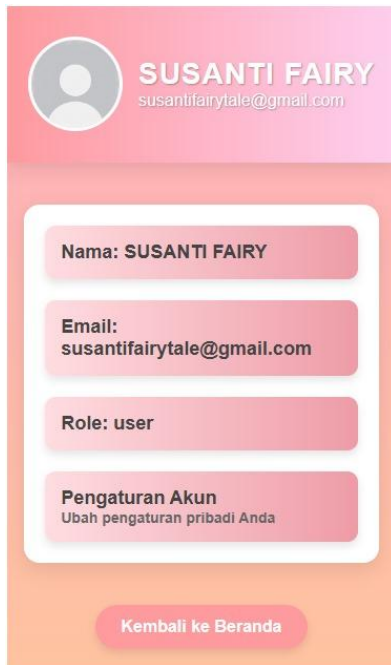 SUSANTI FAIRY
susantifairytale@gmail.com
Nama: SUSANTI FAIRY
Email:
susantifairytale@gmail.com
Role: user
Pengaturan Akun
Ubah pengaturan pribadi Anda
Kembali ke Beranda